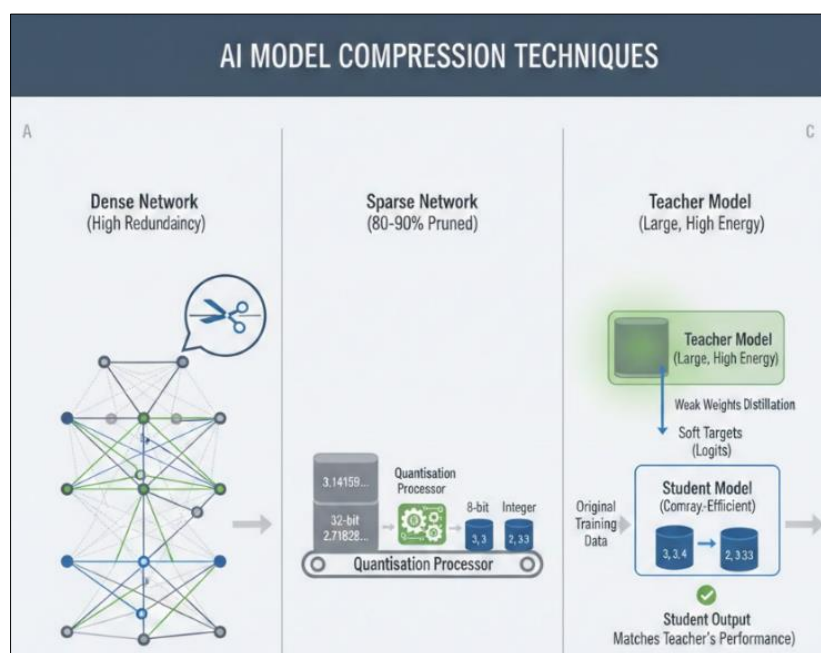 AI MODEL COMPRESSION TECHNIQUES
A
C
Dense Network
(High Redundaincy)
Sparse Network
(80-90% Pruned)
3,14159...
32-bit
2,71828...
Quantisation
Processor
8-bit
3,3
Integer
2,33
Quantisation Processor
Teacher Model
(Large, High Energy)
Teacher Model
(Large, High Energy)
Weak Weights Distillation
Soft Targets
(Logits)
Original
Training
Data
Student Model
(Comray.-Efficient)
3,3.4
2,333
Student Output
Matches Teacher's Performance)